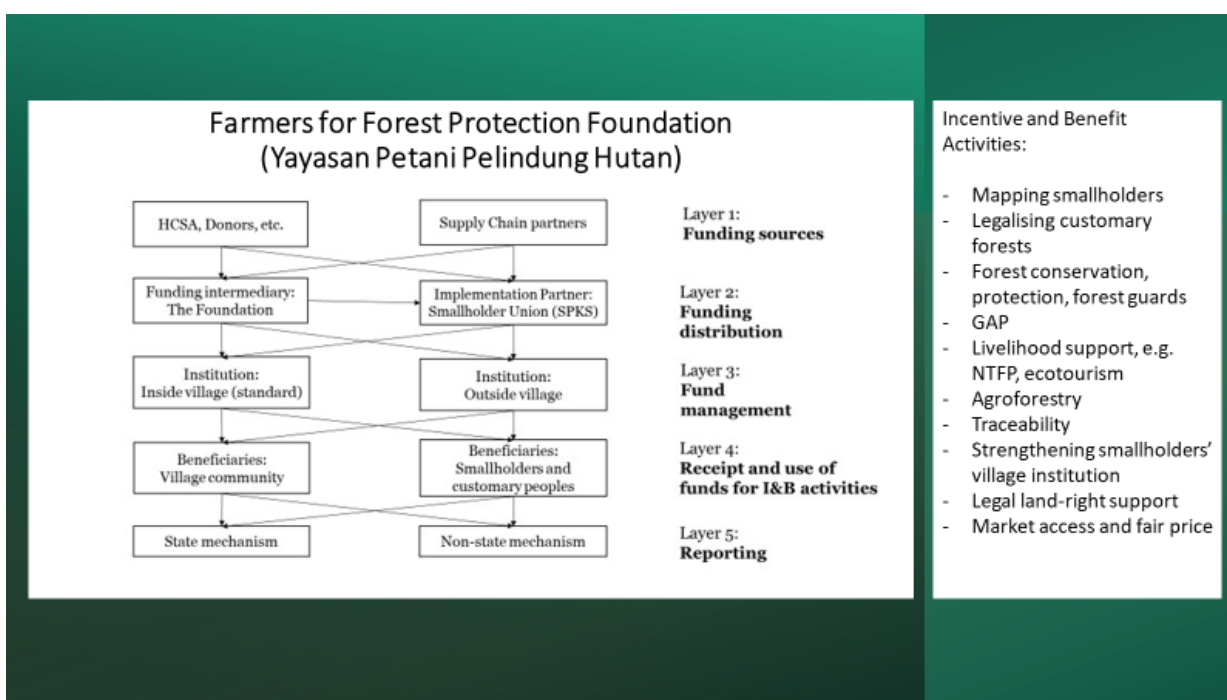 Farmers for Forest Protection Foundation
(Yayasan Petani Pelindung Hutan)
HCSA, Donors, etc.
Supply Chain partners
Layer 1:
Funding sources
Funding intermediary:
The Foundation
Implementation Partner:
Smallholder Union (SPKS)
Layer 2:
Funding
distribution
Institution:
Inside village (standard)
Institution:
Outside village
Layer 3:
Fund
management
Beneficiaries:
Village community
Beneficiaries:
Smallholders and
customary peoples
Layer 4:
Receipt and use of
funds for I&B activities
State mechanism
Non-state mechanism
Layer 5:
Reporting
Incentive and Benefit
Activities:
- Mapping smallholders
- Legalising customary
forests
- Forest conservation,
protection, forest guards
- GAP
- Livelihood support, e.g.
NTFP, ecotourism
- Agroforestry
- Traceability
- Strengthening smallholders’
village institution
- Legal land-right support
- Market access and fair price